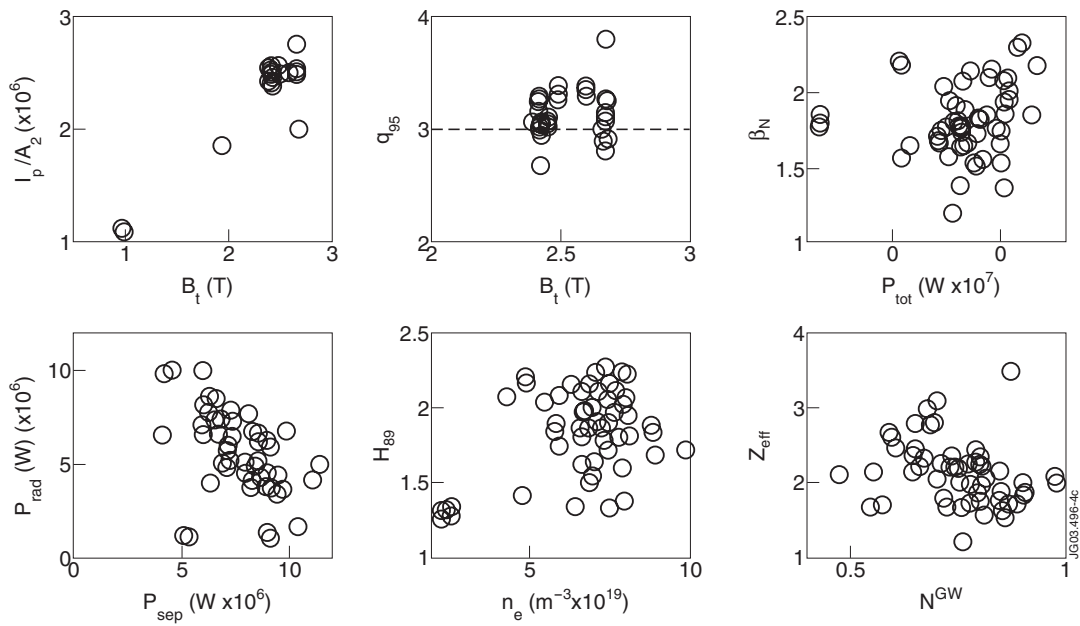 3
2
1
I_p/A_2 (x10^6)
1
2
3
B_t (T)
4
3
2
q_95
2
2.5
3
B_t (T)
2.5
2
1.5
1
β_N
0
0
P_tot (W x10^7)
10
5
0
P_rad (W) (x10^6)
0
5
10
P_sep (W x10^6)
2.5
2
1.5
1
H_89
5
10
n_e (m^−3x10^19)
4
3
2
1
Z_eff
0.5
1
N^GW
JG03.496-4c